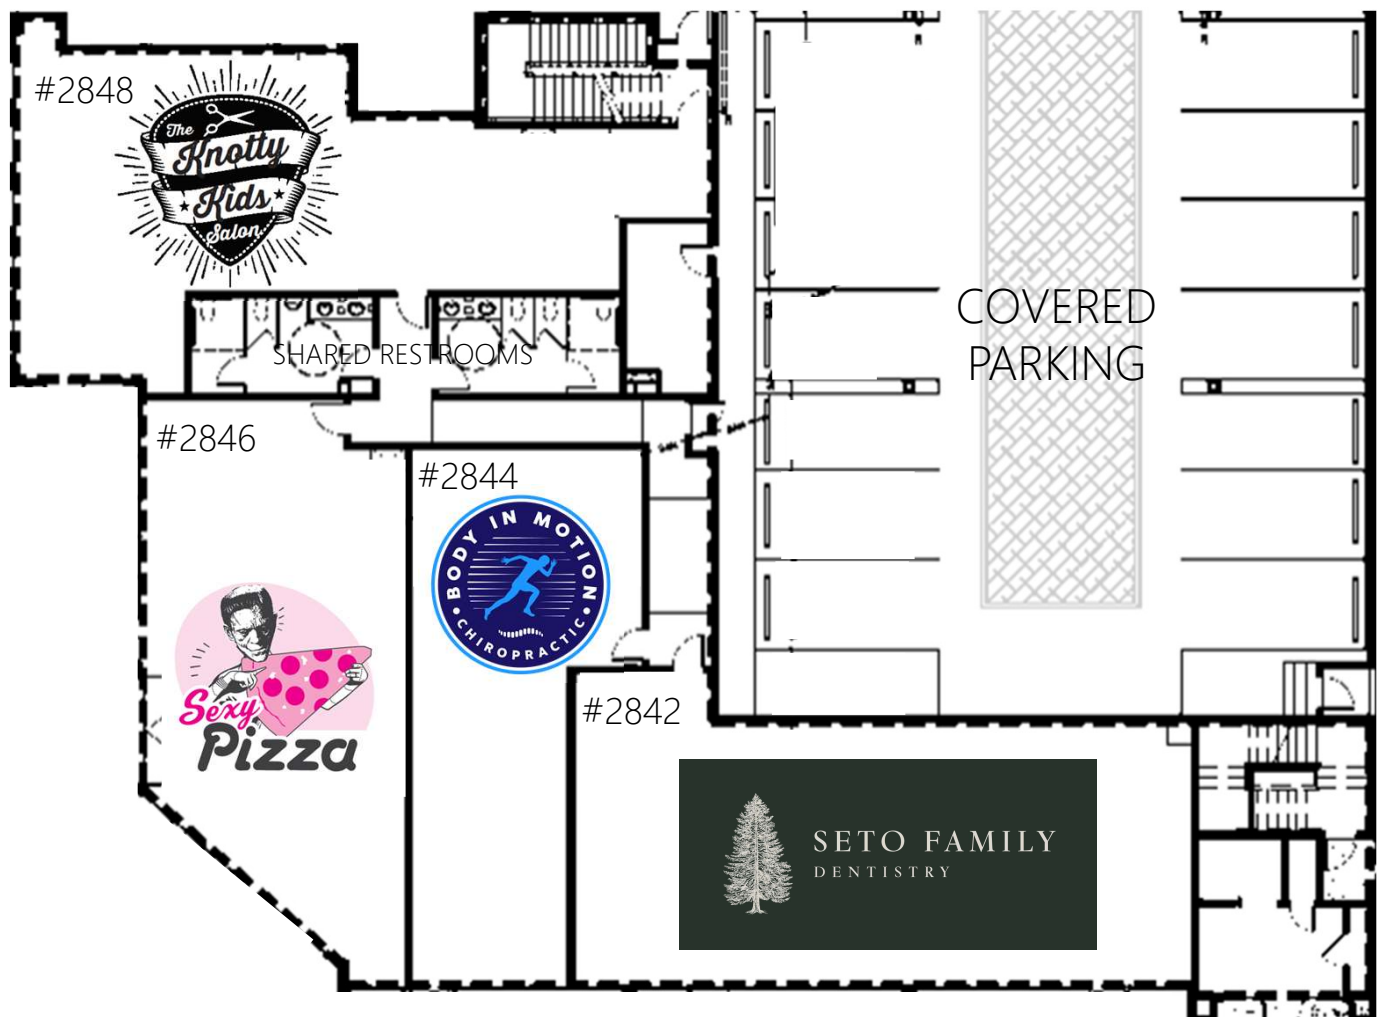 #2848
The
Knotty
Kids
Salon
SHARED RESTROOMS
COVERED
PARKING
#2846
#2844
BODY IN MOTION
CHIROPRACTIC
Sexy
Pizza
#2842
SETO FAMILY
DENTISTRY